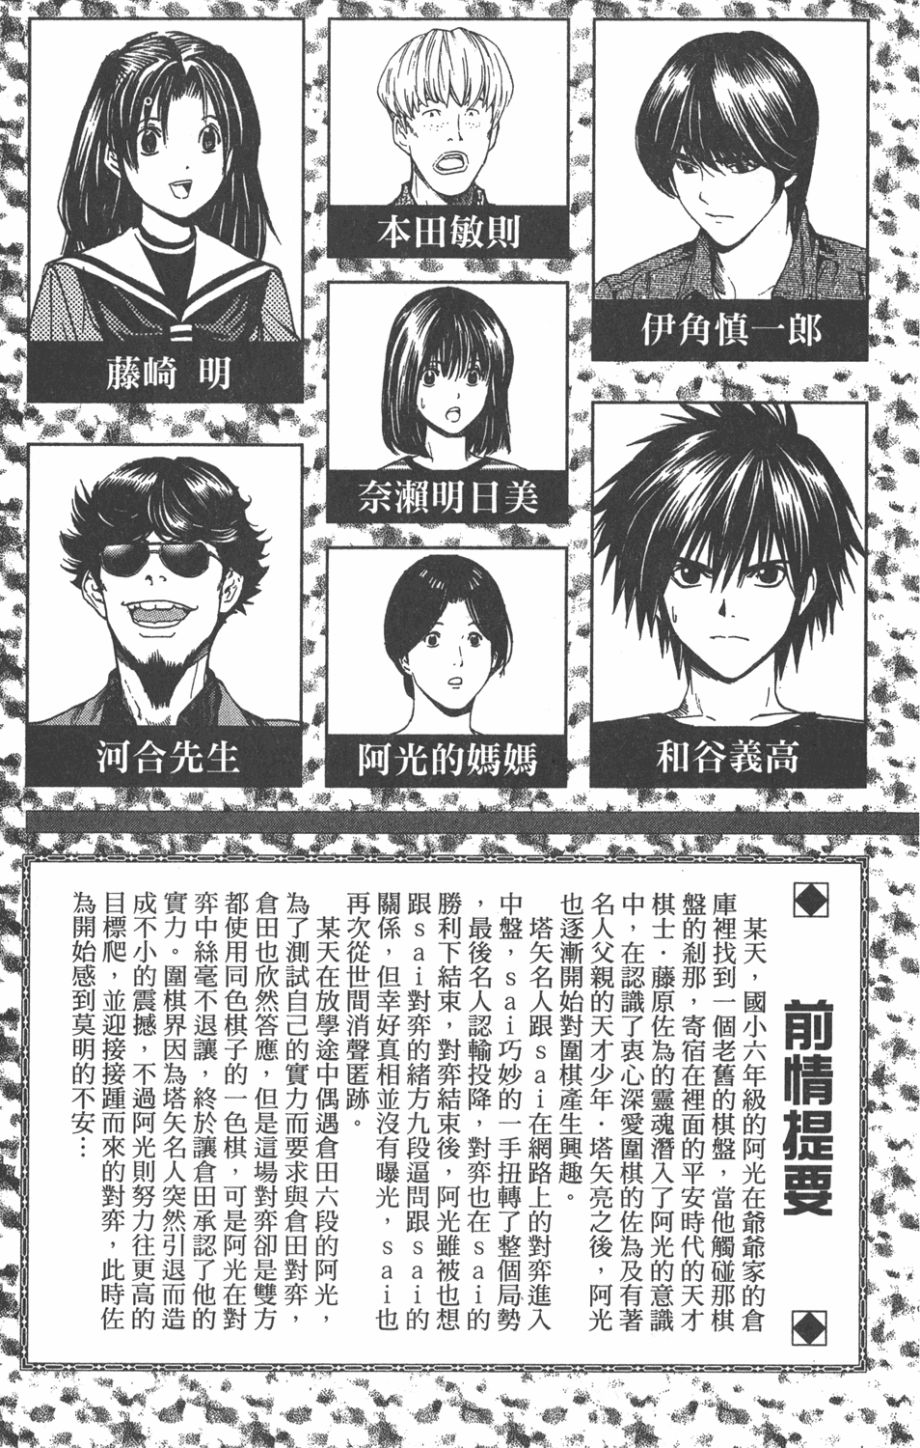 伊角慎一郎
本田敏則
藤崎 明
奈瀨明日美
和谷義高
阿光的媽媽
河合先生
前情提要
某天，國小六年級的阿光在爺爺家的倉
庫裡找到一個老舊的棋盤，當他觸碰那棋
盤的剎那，寄宿在裡面的平安時代的天才
棋士・藤原佐為的靈魂潛入了阿光的意識
中，在認識了衷心深愛圍棋的佐為及有著
名人父親的天才少年・塔矢亮之後，阿光
也逐漸開始對圍棋產生興趣。
塔矢名人跟sai在網路上的對弈進入
中盤，sai巧妙的一手扭轉了整個局勢
，最後名人認輸投降，對弈也在sai的
勝利下結束，對弈結束後，阿光雖被也想
跟sai對弈的緒方九段逼問跟sai的
關係，但幸好真相並沒有曝光，sai也
再次從世間消聲匿跡。
某天在放學途中偶遇倉田六段的阿光，
為了測試自己的實力而要求與倉田對弈，
倉田也欣然答應，但是這場對弈卻是雙方
都使用同色棋子的一色棋，可是阿光在對
弈中絲毫不退讓，終於讓倉田承認了他的
實力。圍棋界因為塔矢名人突然引退而造
成不小的震撼，不過阿光則努力往更高的
目標爬，並迎接接踵而來的對弈，此時佐
為開始感到莫明的不安…